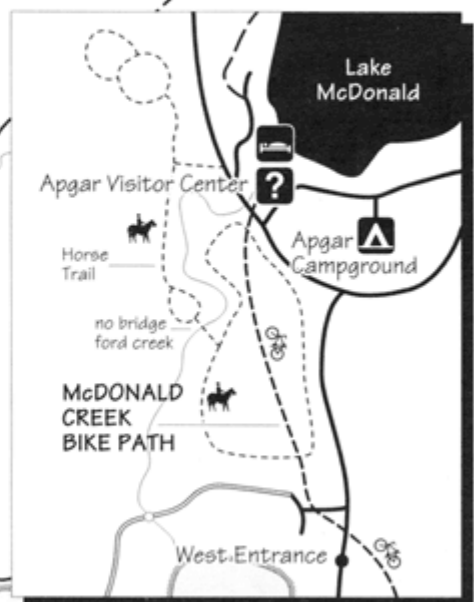 Lake
McDonald
Apgar Visitor Center
?
Apgar
Campground
Horse
Trail
no bridge
ford creek
McDONALD
CREEK
BIKE PATH
West Entrance